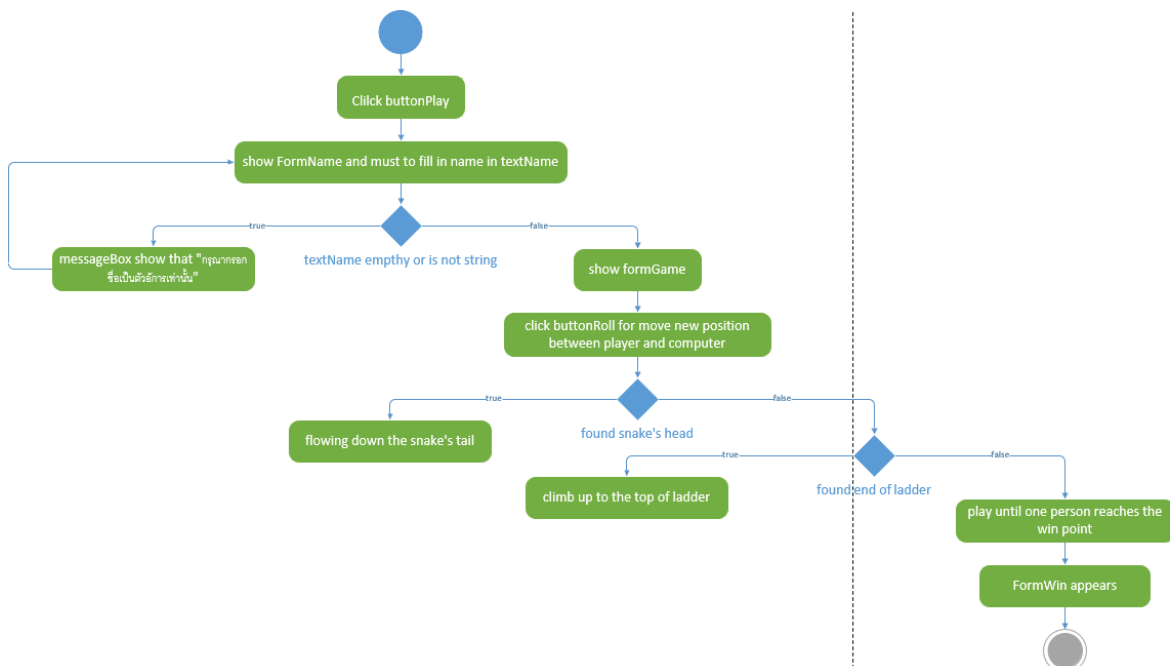 Clilck buttonPlay
show FormName and must to fill in name in textName
true
false
messageBox show that "กรุณากรอก
ชื่อเป็นตัวอักการเท่านั้น"
textName empthy or is not string
show formGame
click buttonRoll for move new position
between player and computer
true
false
flowing down the snake's tail
found snake's head
true
false
climb up to the top of ladder
found end of ladder
play until one person reaches the
win point
FormWin appears